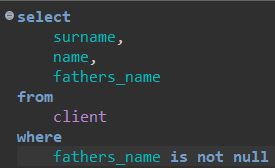 select
surname,
name,
fathers_name
from
client
where
fathers_name is not null